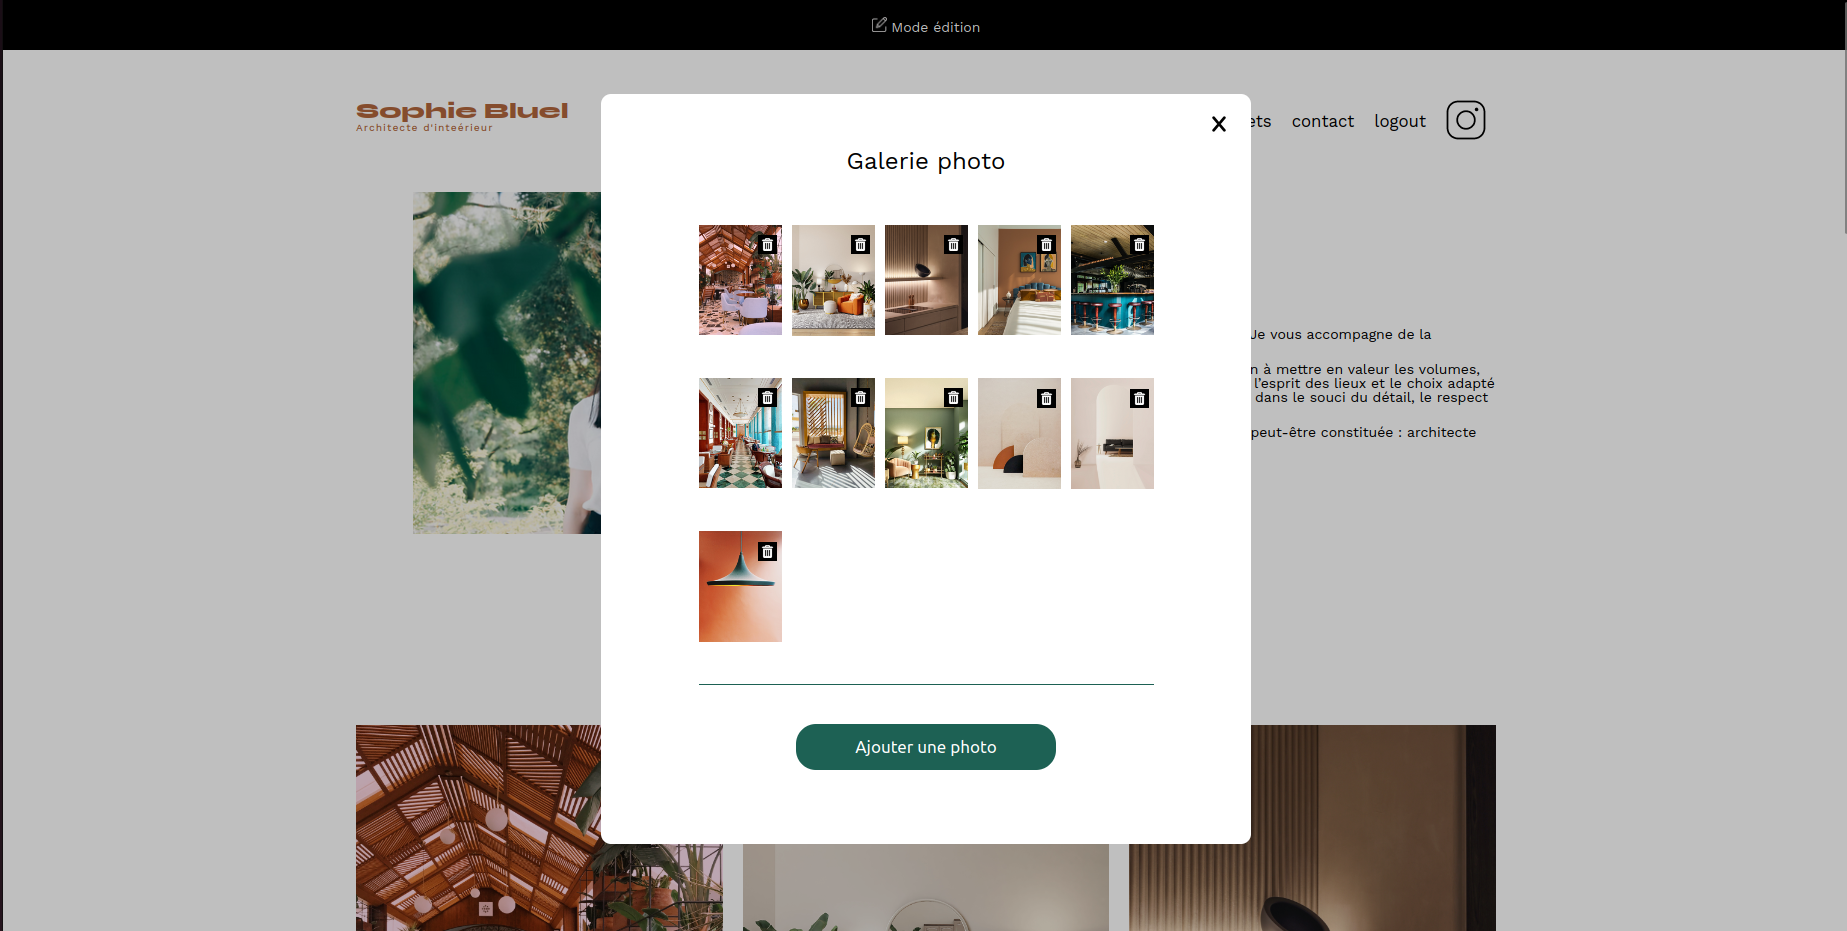 Mode édition
Sophie Bluel
Architecte d'inteérieur
ets contact logout
X
Galerie photo
Je vous accompagne de la
n à mettre en valeur les volumes,
l'esprit des lieux et le choix adapté
dans le souci du détail, le respect
peut-être constituée : architecte
Ajouter une photo